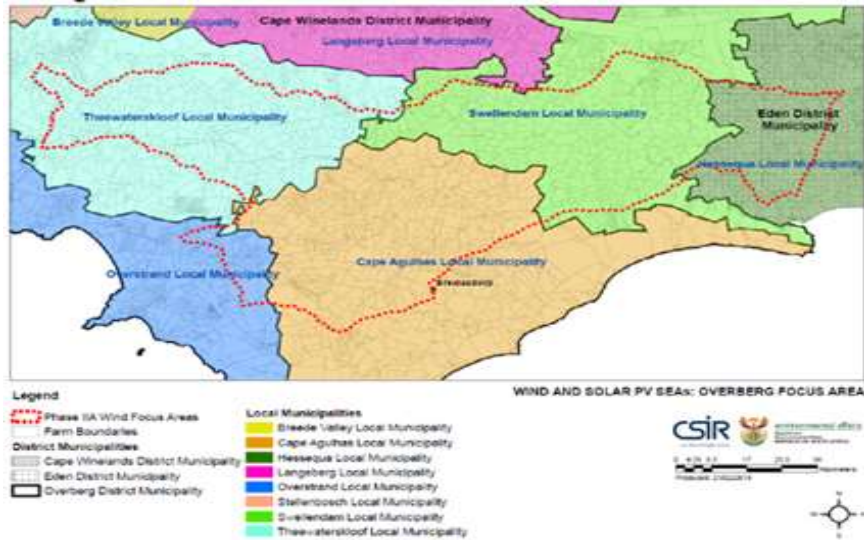 Breede Valley Local Municipality
Cape Winelands District Municipality
Langeberg Local Municipality
Theewaterskloof Local Municipality
Swellendam Local Municipality
Eden District
Municipality
Hessequa Local Municipality
Overstrand Local Municipality
Cape Agulhas Local Municipality
WIND AND SOLAR PV SEAs: OVERBERG FOCUS AREA
Legend
Phase IIA Wind Focus Areas
Farm Boundaries
District Municipalities
Cape Winelands District Municipality
Eden District Municipality
Overberg District Municipality
Local Municipalities
Breede Valley Local Municipality
Cape Agulhas Local Municipality
Hessequa Local Municipality
Langeberg Local Municipality
Overstrand Local Municipality
Stellenbosch Local Municipality
Swellendam Local Municipality
Theewaterskloof Local Municipality
CSIR
environmental affairs
Kilometers
N